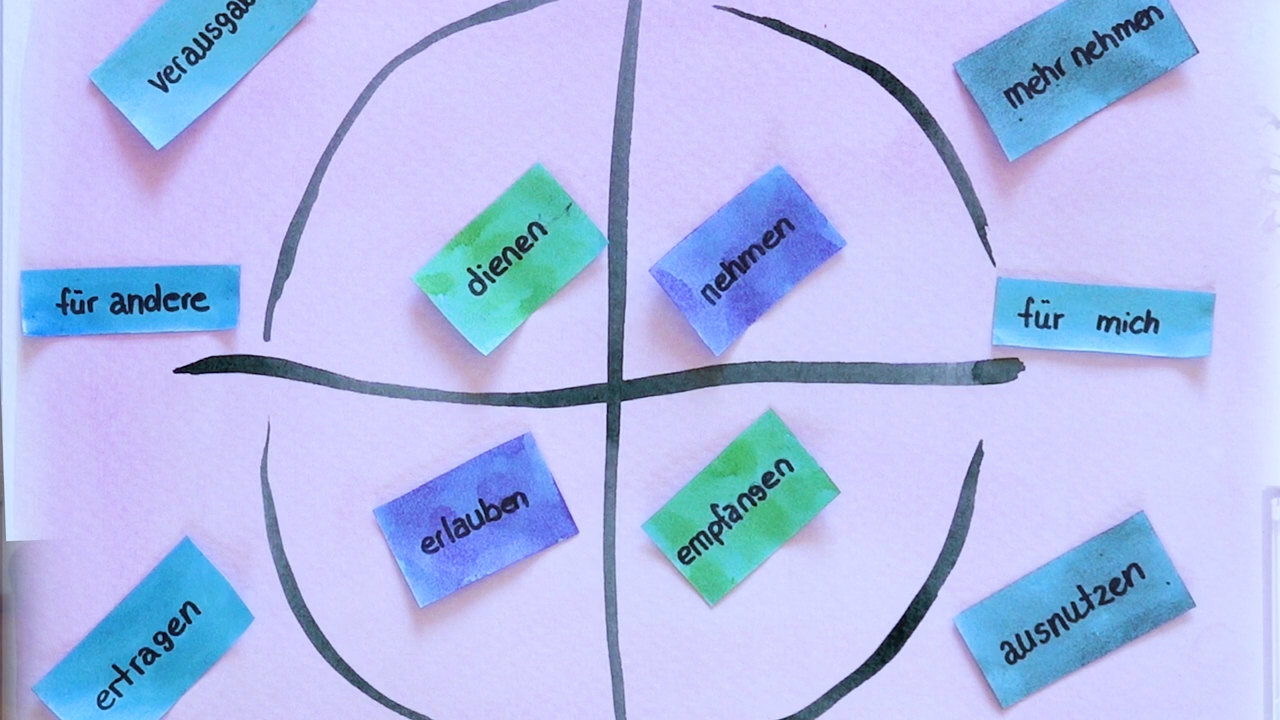 mehr nehmen
dienen
nehmen
für andere
für mich
erlauben
empfangen
ertragen
ausnutzen